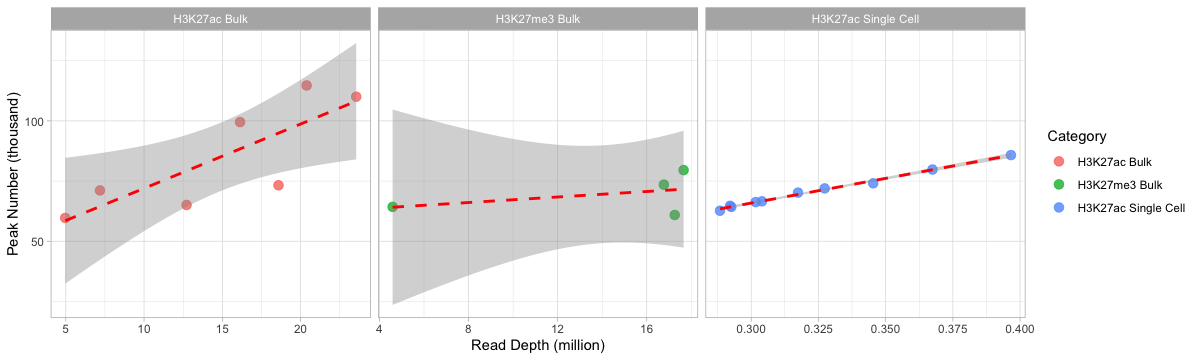 H3K27ac Bulk
H3K27me3 Bulk
H3K27ac Single Cell
Peak Number (thousand)
100
50
5
10
15
20
4
8
12
16
0.300
0.325
0.350
0.375
0.400
Read Depth (million)
Category
H3K27ac Bulk
H3K27me3 Bulk
H3K27ac Single Cell